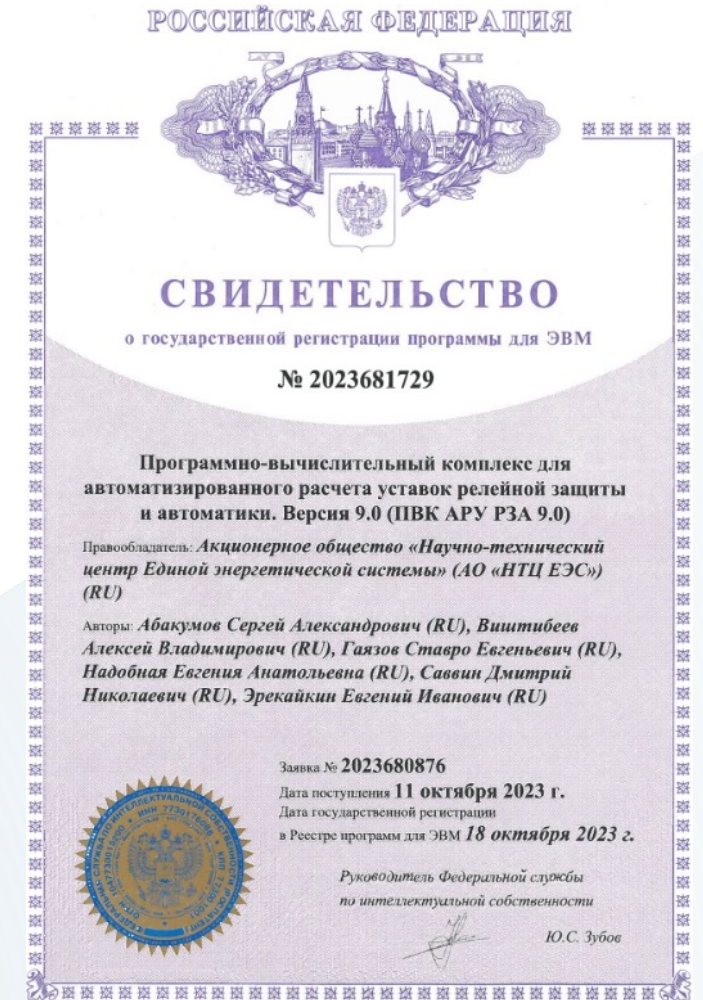 РОССИЙСКАЯ ФЕДЕРАЦИЯ
СВИДЕТЕЛЬСТВО
о государственной регистрации программы для ЭВМ
№ 2023681729
Программно-вычислительный комплекс для
автоматизированного расчета уставок релейной защиты
и автоматики. Версия 9.0 (ПВК АРУ РЗА 9.0)
Правообладатель: Акционерное общество «Научно-технический
центр Единой энергетической системы» (АО «НТЦ ЕЭС»)
(RU)
Авторы: Абакумов Сергей Александрович (RU), Виштибеев
Алексей Владимирович (RU), Гаязов Ставро Евгеньевич (RU),
Надобная Евгения Анатольевна (RU), Саввин Дмитрий
Николаевич (RU), Эрекайкин Евгений Иванович (RU)
Заявка № 2023680876
Дата поступления 11 октября 2023 г.
Дата государственной регистрации
в Реестре программ для ЭВМ 18 октября 2023 г.
Руководитель Федеральной службы
по интеллектуальной собственности
Ю.С. Зубов